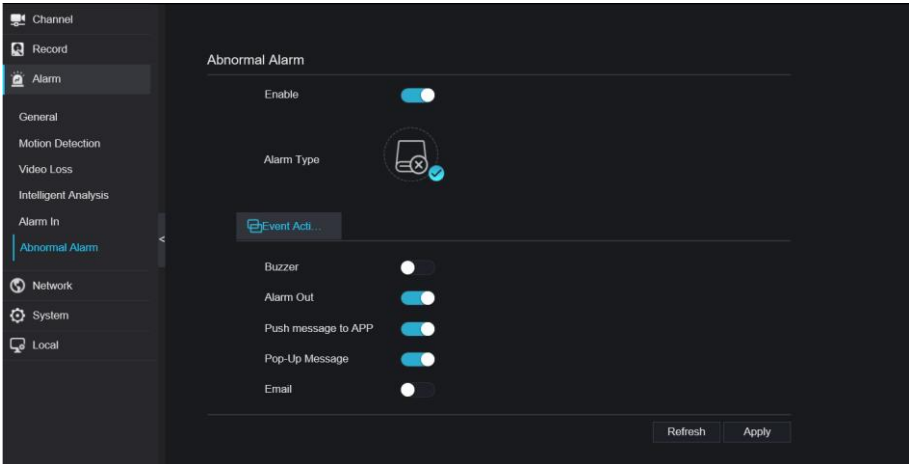 Channel
Record
Alarm
General
Motion Detection
Video Loss
Intelligent Analysis
Alarm In
Abnormal Alarm
<
Network
System
Local
Abnormal Alarm
Enable
Alarm Type
Event Acti...
Buzzer
Alarm Out
Push message to APP
Pop-Up Message
Email
Refresh
Apply